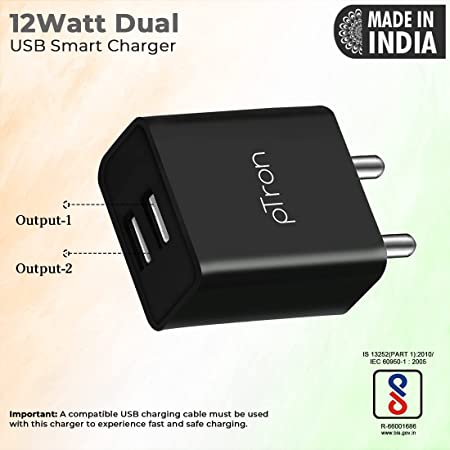 12Watt Dual
USB Smart Charger
MADE IN
INDIA
pTron
Output-1
Output-2
IS 13252(PART 1):2010/
IEC 60950-1 : 2005
Important: A compatible USB charging cable must be used
with this charger to experience fast and safe charging.
R-66001686
www.bis.gov.in